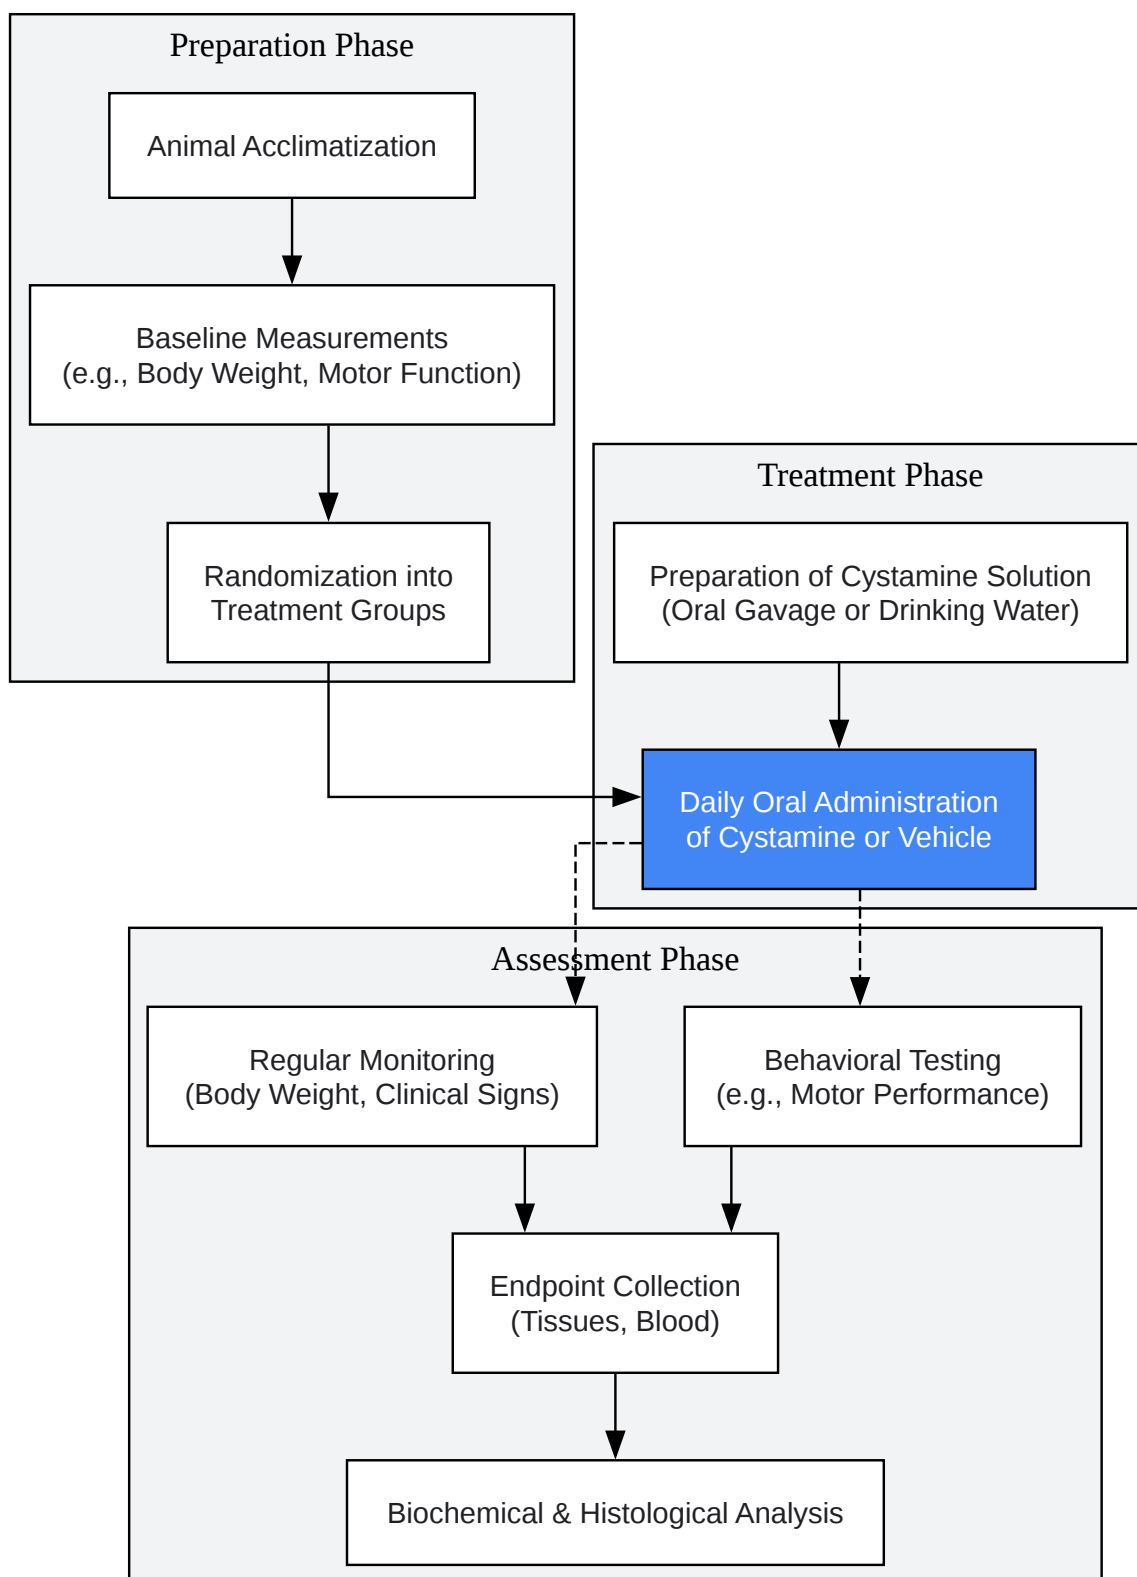 Preparation Phase
Animal Acclimatization
Baseline Measurements
(e.g., Body Weight, Motor Function)
Randomization into
Treatment Groups
Treatment Phase
Preparation of Cystamine Solution
(Oral Gavage or Drinking Water)
Daily Oral Administration
of Cystamine or Vehicle
Assessment Phase
Regular Monitoring
(Body Weight, Clinical Signs)
Behavioral Testing
(e.g., Motor Performance)
Endpoint Collection
(Tissues, Blood)
Biochemical & Histological Analysis